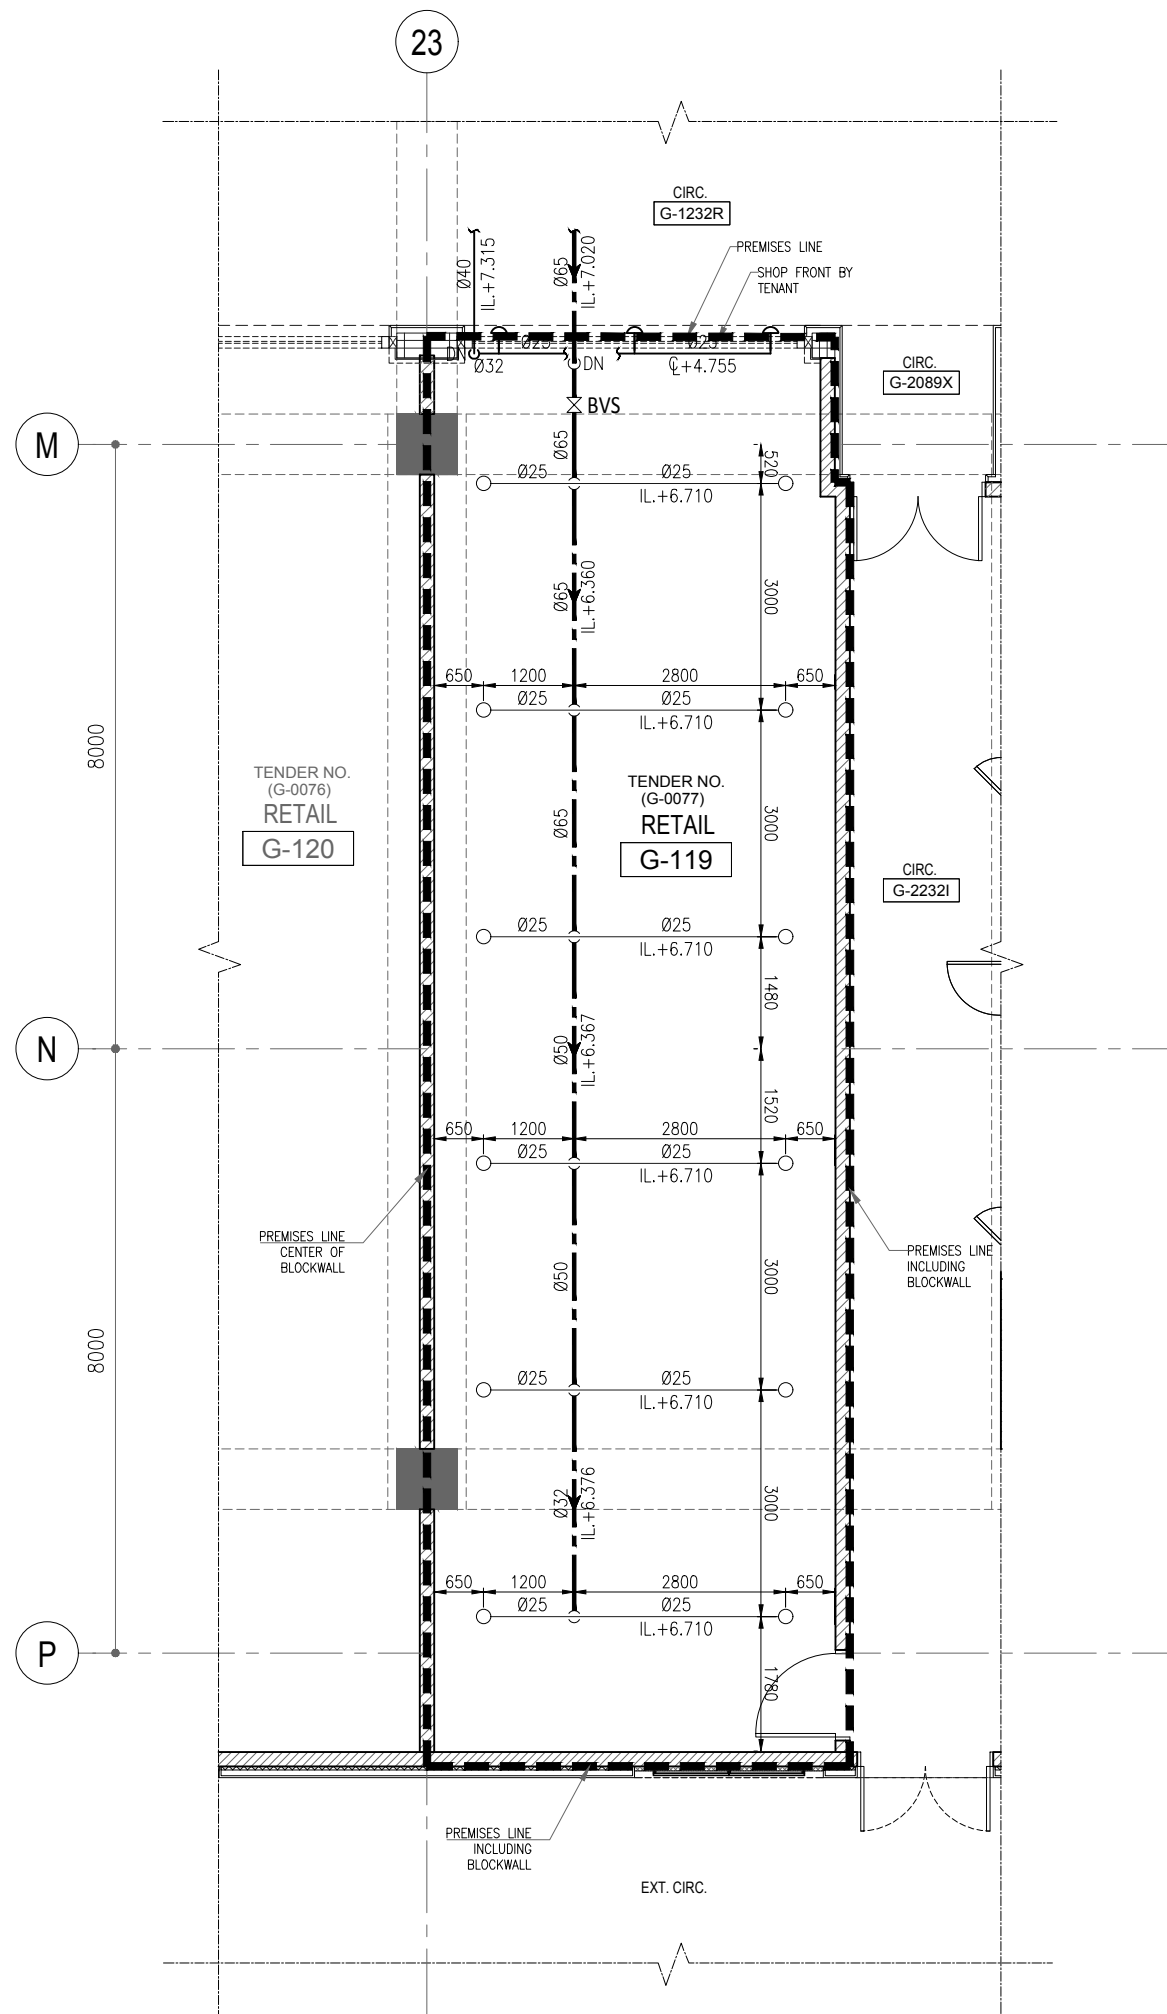 23
CIRC.
G-1232R
PREMISES LINE
SHOP FRONT BY
TENANT
Ø40
IL.+7.315
Ø65
IL.+7.020
DN
Ø32
Ø25
DN
Ø25
℄+4.755
CIRC.
G-2089X
BVS
M
Ø65
520
Ø25
Ø25
IL.+6.710
Ø65
IL.+6.360
3000
650
1200
2800
650
Ø25
Ø25
IL.+6.710
8000
TENDER NO.
(G-0076)
RETAIL
G-120
Ø65
TENDER NO.
(G-0077)
RETAIL
G-119
3000
CIRC.
G-2232I
Ø25
Ø25
IL.+6.710
1480
N
Ø50
IL.+6.367
1520
650
1200
2800
650
Ø25
Ø25
IL.+6.710
PREMISES LINE
CENTER OF
BLOCKWALL
PREMISES LINE
INCLUDING
BLOCKWALL
Ø50
3000
8000
Ø25
Ø25
IL.+6.710
Ø32
IL.+6.376
3000
650
1200
2800
650
Ø25
Ø25
IL.+6.710
P
1780
PREMISES LINE
INCLUDING
BLOCKWALL
EXT. CIRC.